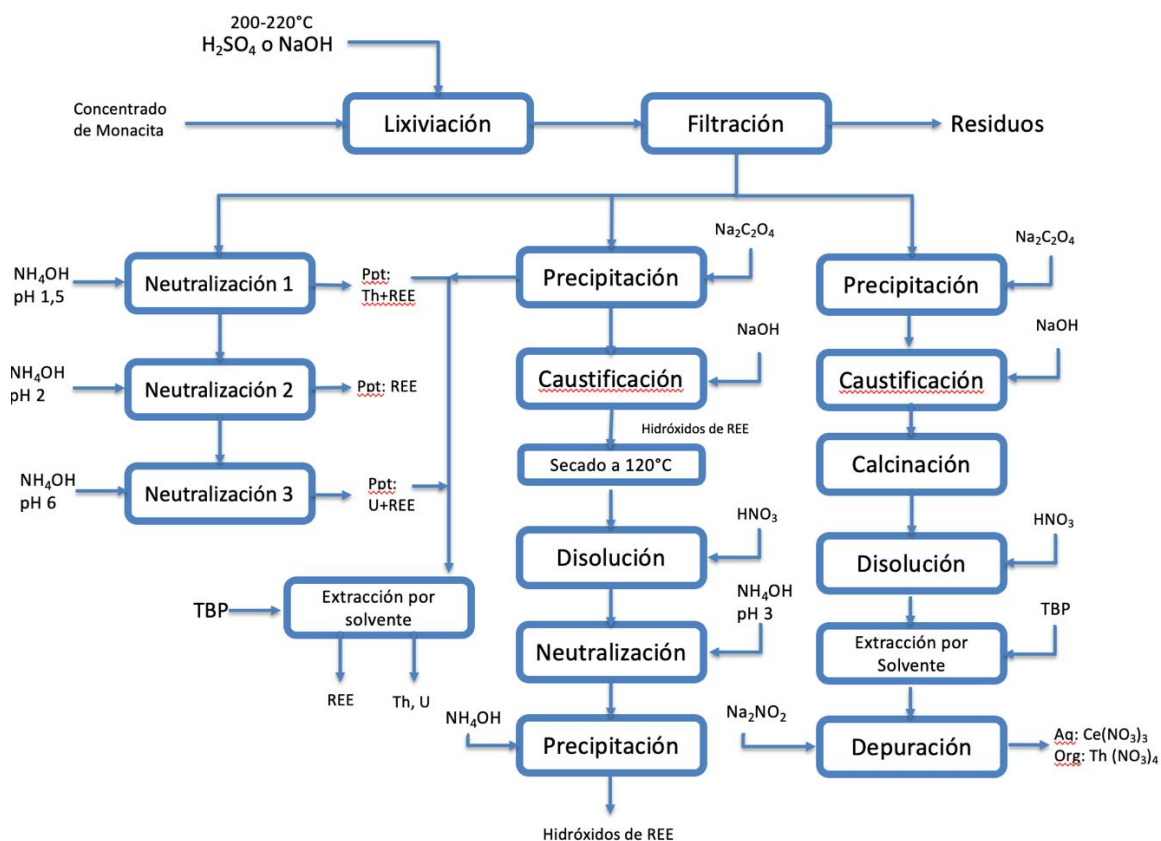 200-220°C
H₂SO₄ o NaOH
Concentrado
de Monacita
Lixiviación
Filtración
Residuos
Na₂C₂O₄
Na₂C₂O₄
NH₄OH
pH 1,5
Neutralización 1
Ppt:
Th+REE
Precipitación
Precipitación
NaOH
NaOH
NH₄OH
pH 2
Neutralización 2
Ppt: REE
Caustificación
Caustificación
Hidróxidos de REE
Secado a 120°C
Calcinación
NH₄OH
pH 6
Neutralización 3
Ppt:
U+REE
HNO₃
HNO₃
Disolución
Disolución
TBP
Extracción por
solvente
NH₄OH
pH 3
TBP
Neutralización
Extracción por
Solvente
REE
Th, U
NH₄OH
Precipitación
Na₂NO₂
Depuración
Aq: Ce(NO₃)₃
Org: Th (NO₃)₄
Hidróxidos de REE